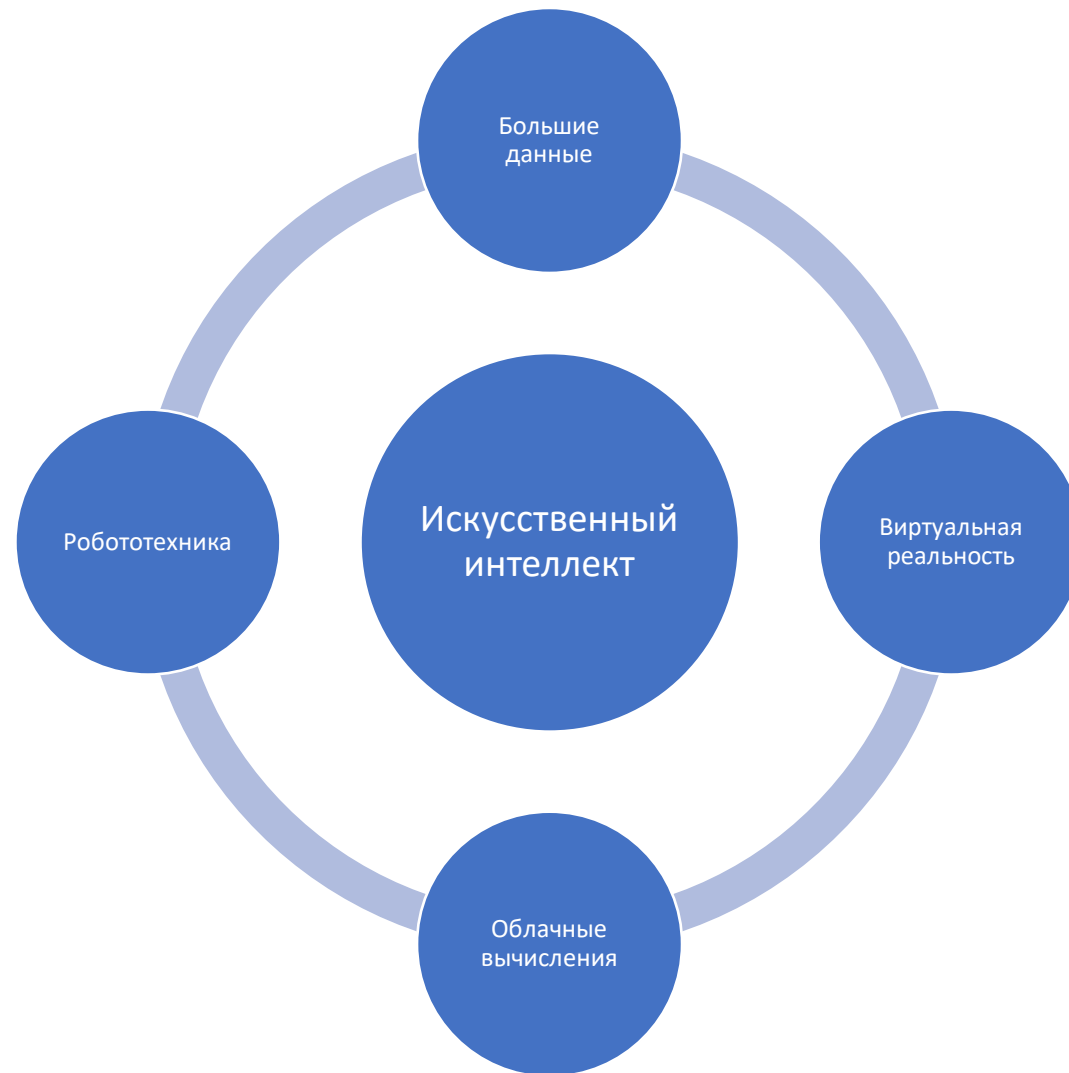 Большие
данные
Робототехника
Искусственный
интеллект
Виртуальная
реальность
Облачные
вычисления